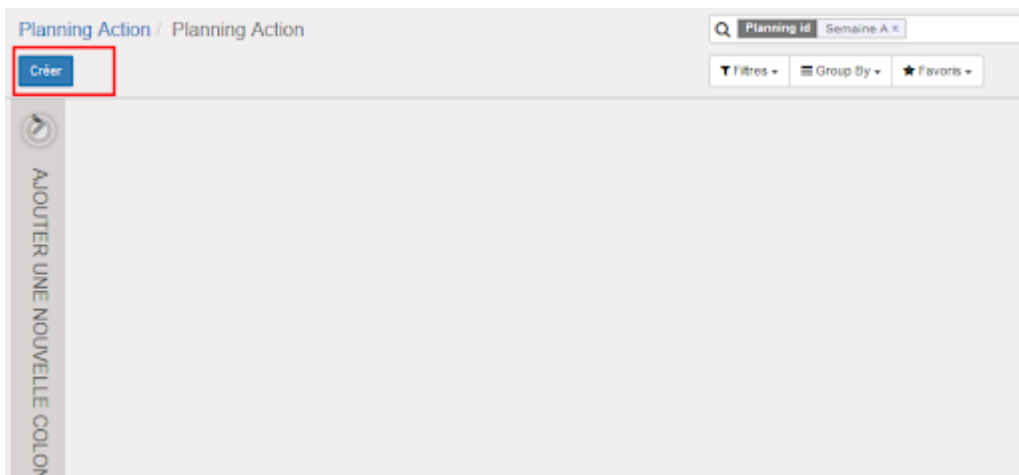 Planning Action / Planning Action
Planning id Semaine A ×
Créer
Filtres Group By Favoris
AJOUTER UNE NOUVELLE COLON